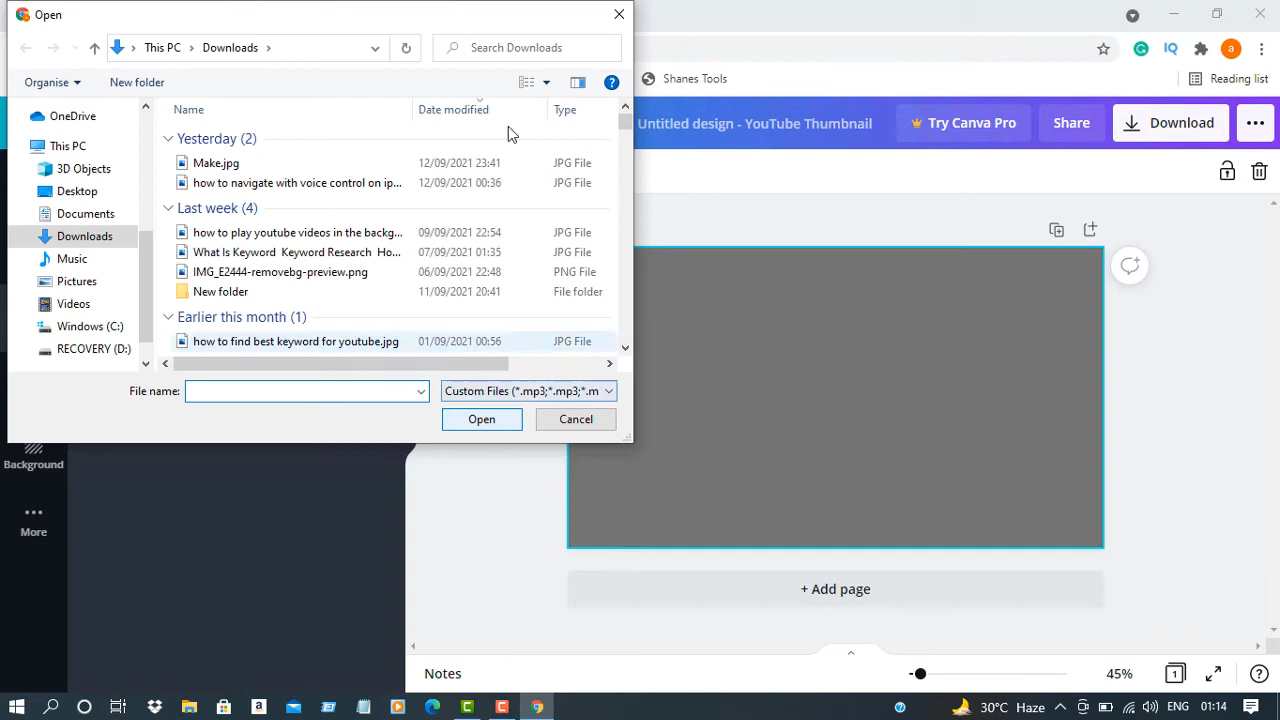 Open
This PC
Downloads
Search Downloads
Shanes Tools
Reading list
a
IQ
Organise
New folder
Untitled design - YouTube Thumbnail
Try Canva Pro
Share
Download
Name
Date modified
Type
OneDrive
This PC
3D Objects
Desktop
Documents
Downloads
Music
Pictures
Videos
Windows (C:)
RECOVERY (D:)
Yesterday (2)
Make.jpg 12/09/2021 23:41 JPG File
how to navigate with voice control on ip... 12/09/2021 00:36 JPG File
Last week (4)
how to play youtube videos in the backg... 09/09/2021 22:54 JPG File
What Is Keyword Keyword Research Ho... 07/09/2021 01:35 JPG File
IMG_E2444-removebg-preview.png 06/09/2021 22:48 PNG File
New folder 11/09/2021 20:41 File folder
Earlier this month (1)
how to find best keyword for youtube.jpg 01/09/2021 00:56 JPG File
File name:
Custom Files (*.mp3;*.mp3;*.m
Open
Cancel
Background
More
+ Add page
Notes
45%
1
30°C Haze
ENG
01:14